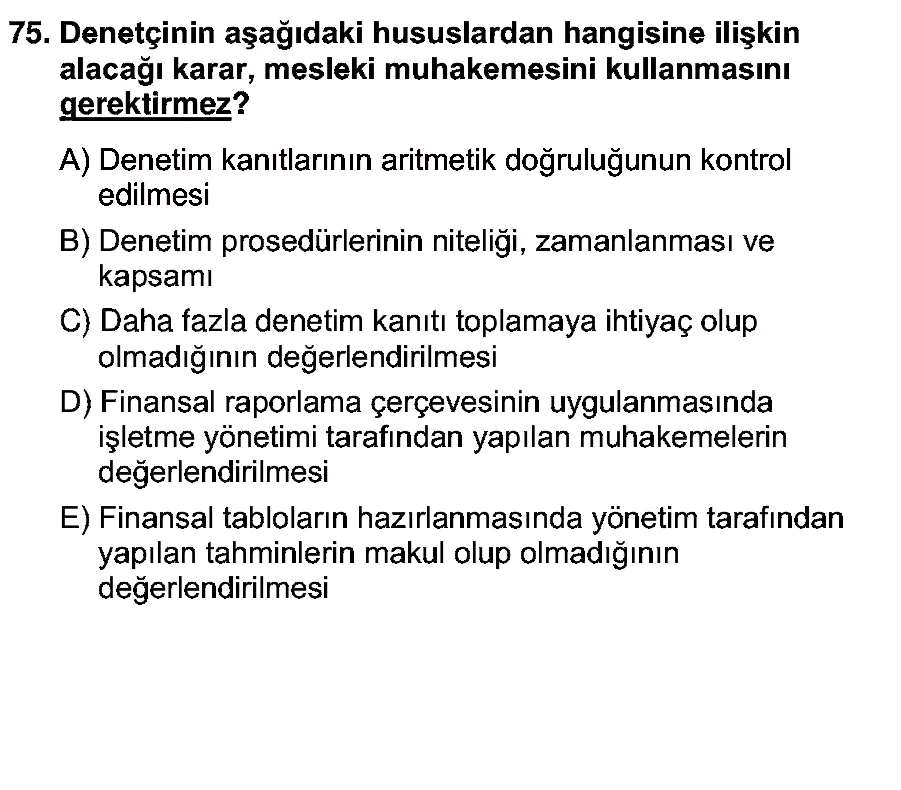 75. Denetçinin aşağıdaki hususlardan hangisine ilişkin
alacağı karar, mesleki muhakemesini kullanmasını
gerektirmez?
A) Denetim kanıtlarının aritmetik doğruluğunun kontrol
edilmesi
B) Denetim prosedürlerinin niteliği, zamanlanması ve
kapsamı
C) Daha fazla denetim kanıtı toplamaya ihtiyaç olup
olmadığının değerlendirilmesi
D) Finansal raporlama çerçevesinin uygulanmasında
işletme yönetimi tarafından yapılan muhakemelerin
değerlendirilmesi
E) Finansal tabloların hazırlanmasında yönetim tarafından
yapılan tahminlerin makul olup olmadığının
değerlendirilmesi